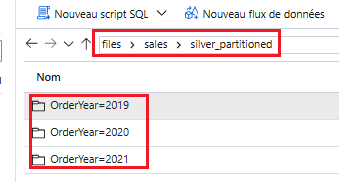 Nouveau script SQL Nouveau flux de données
files > sales > silver_partitioned
Nom
OrderYear=2019
OrderYear=2020
OrderYear=2021